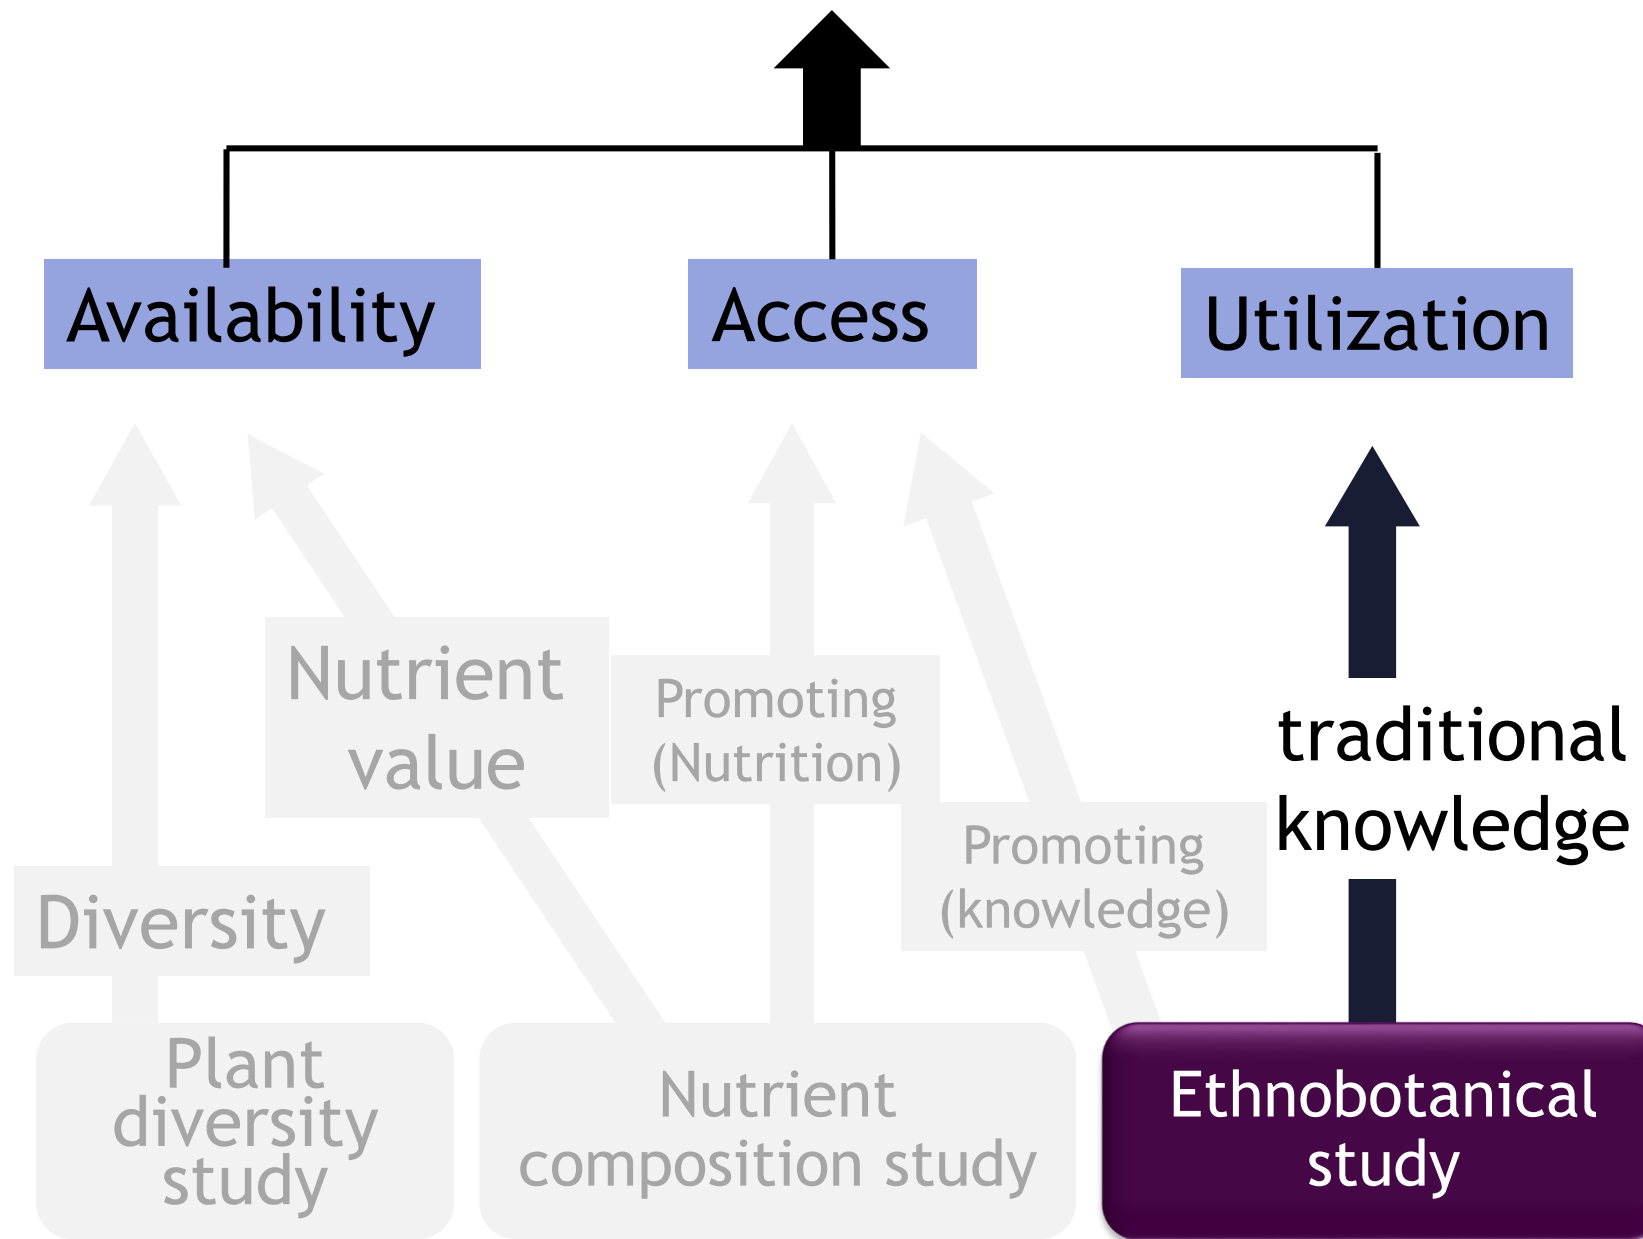 Availability
Access
Utilization
Nutrient
value
Promoting
(Nutrition)
traditional
knowledge
Promoting
(knowledge)
Diversity
Plant
diversity
study
Nutrient
composition study
Ethnobotanical
study